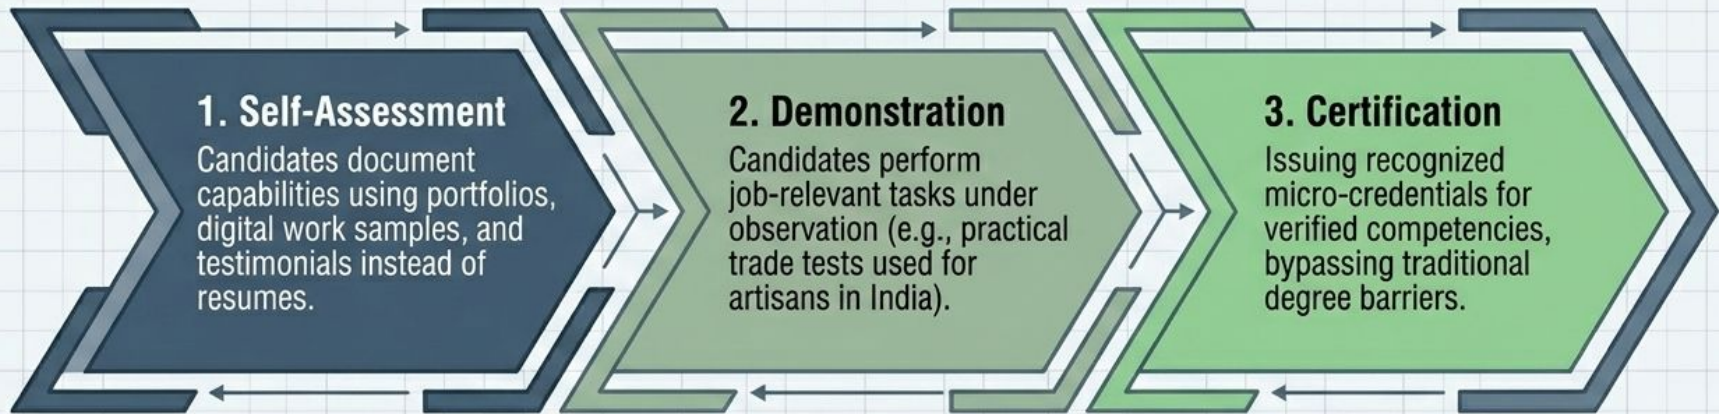 1. Self-Assessment
Candidates document
capabilities using portfolios,
digital work samples, and
testimonials instead of
resumes.
2. Demonstration
Candidates perform
job-relevant tasks under
observation (e.g., practical
trade tests used for
artisans in India).
3. Certification
Issuing recognized
micro-credentials for
verified competencies,
bypassing traditional
degree barriers.